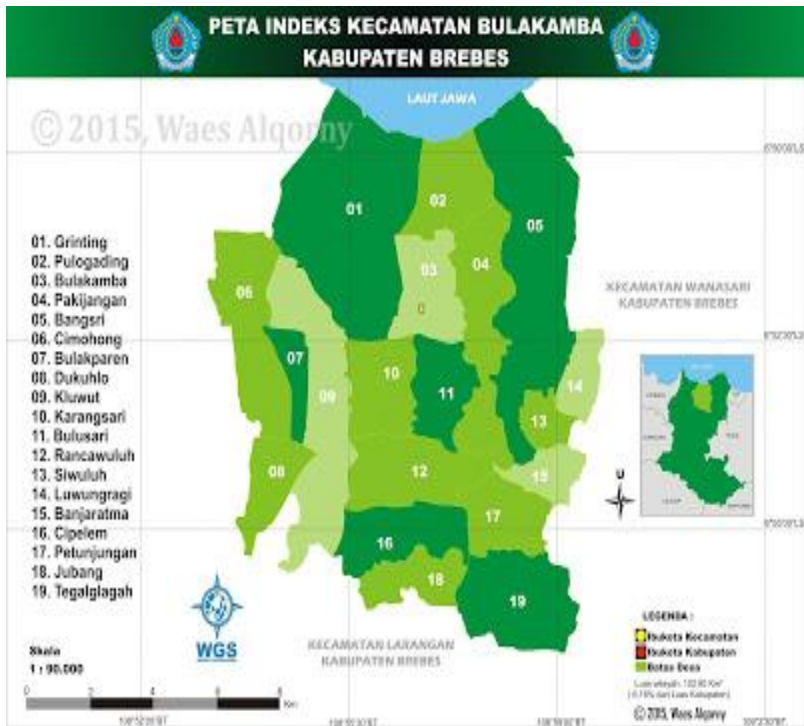 PETA INDEKS KECAMATAN BULAKAMBA
KABUPATEN BREBES
LAUT JAWA
© 2015, Waes Alqorny
01
02
03
04
05
06
07
08
09
10
11
12
13
14
15
16
17
18
19
01. Grinting
02. Pulogading
03. Bulakamba
04. Pakijangan
05. Bangsri
06. Cimohong
07. Bulakparen
08. Dukuhlo
09. Kluwut
10. Karangsari
11. Bulusari
12. Rancawuluh
13. Siwuluh
14. Luwungragi
15. Banjaratma
16. Cipelem
17. Petunjungan
18. Jubang
19. Tegalglagah
KECAMATAN WANASARI
KABUPATEN BREBES
U
WGS
KECAMATAN LARANGAN
KABUPATEN BREBES
Skala
1 : 90.000
0 2 4 6 8
Km
LEGENDA :
Ibukota Kecamatan
Ibukota Kabupaten
Batas Desa
© 2015, Waes Alqorny